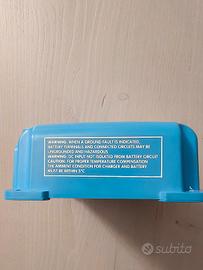 WARNING: WHEN A GROUND FAULT IS INDICATED,
BATTERY TERMINALS AND CONNECTED CIRCUITS MAY BE
UNGROUNDED AND HAZARDOUS
WARNING: DC INPUT NOT ISOLATED FROM BATTERY CIRCUIT
CAUTION: FOR PROPER TEMPERATURE COMPENSATION
THE AMBIENT CONDITION FOR CHARGER AND BATTERY
MUST BE WITHIN 5°C
subito